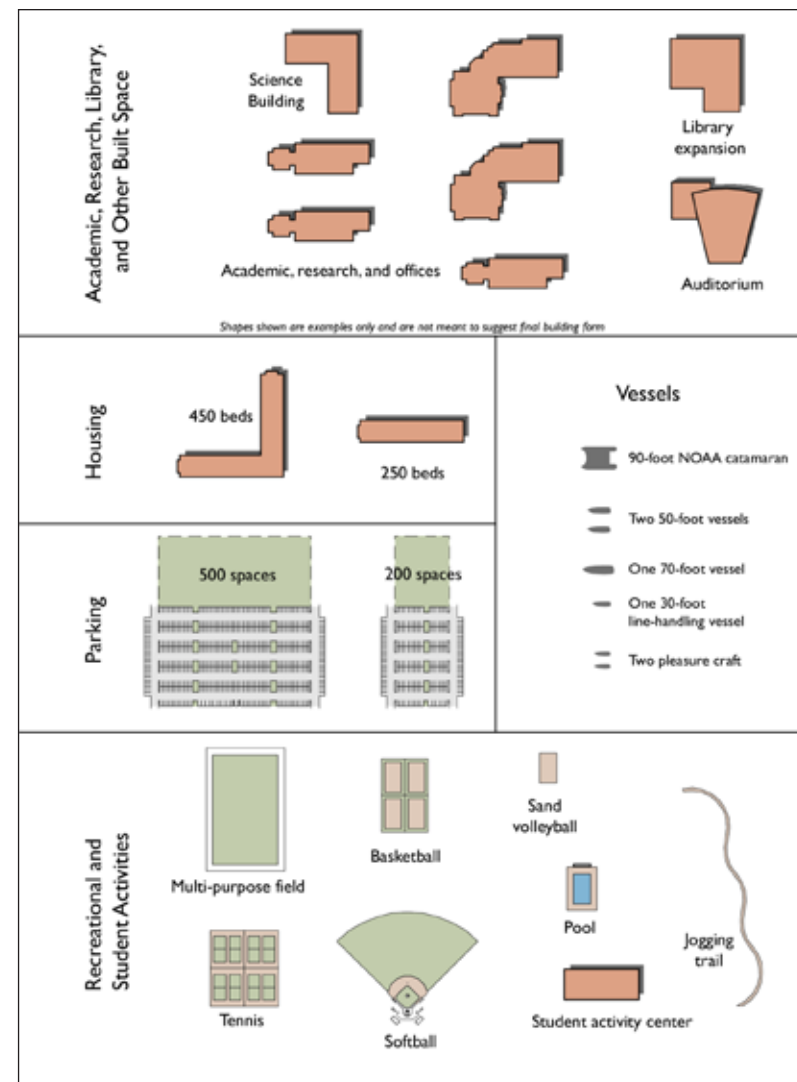 Academic, Research, Library,
and Other Built Space
Science
Building
Library
expansion
Academic, research, and offices
Auditorium
Shapes shown are examples only and are not meant to suggest final building form
Housing
450 beds
250 beds
Vessels
90-foot NOAA catamaran
Two 50-foot vessels
One 70-foot vessel
One 30-foot
line-handling vessel
Two pleasure craft
Parking
500 spaces
200 spaces
Recreational and
Student Activities
Multi-purpose field
Basketball
Sand
volleyball
Pool
Jogging
trail
Tennis
Softball
Student activity center